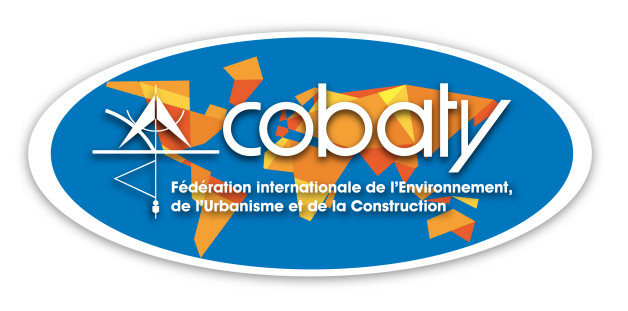 cobaty
Fédération internationale de l'Environnement,
de l'Urbanisme et de la Construction